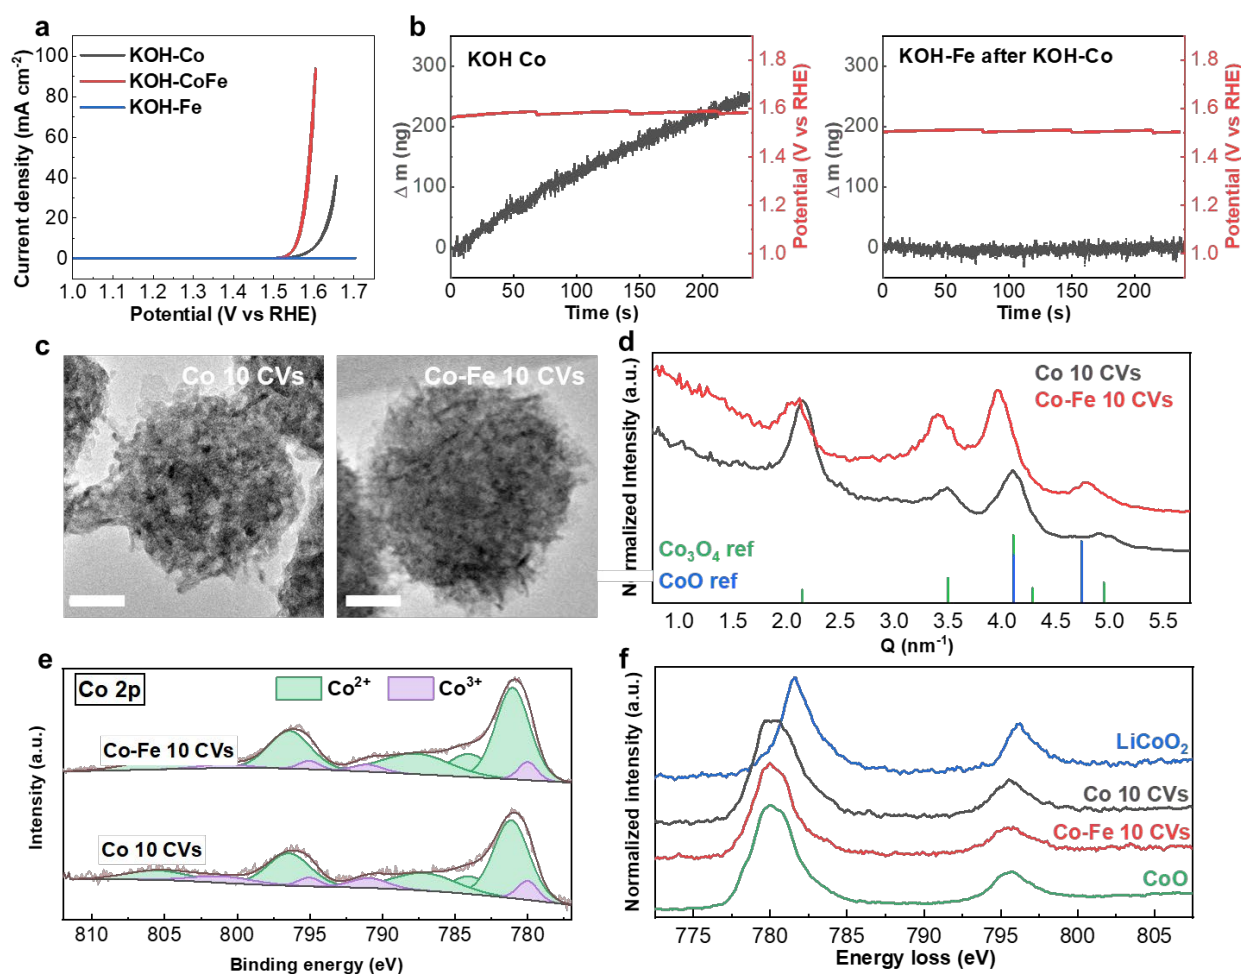 a
100
80
60
40
20
0
Current density (mA cm⁻²)
KOH-Co
KOH-CoFe
KOH-Fe
1.0 1.1 1.2 1.3 1.4 1.5 1.6 1.7
Potential (V vs RHE)
b
KOH Co
300
200
100
0
Δ m (ng)
1.8
1.6
1.4
1.2
1.0
Potential (V vs RHE)
0 50 100 150 200
Time (s)
KOH-Fe after KOH-Co
300
200
100
0
Δ m (ng)
1.8
1.6
1.4
1.2
1.0
Potential (V vs RHE)
0 50 100 150 200
Time (s)
c
Co 10 CVs
Co-Fe 10 CVs
d
Normalized Intensity (a.u.)
Co 10 CVs
Co-Fe 10 CVs
Co₃O₄ ref
CoO ref
1.0 1.5 2.0 2.5 3.0 3.5 4.0 4.5 5.0 5.5
Q (nm⁻¹)
e
Co 2p
Co²⁺
Co³⁺
Co-Fe 10 CVs
Co 10 CVs
Intensity (a.u.)
810 805 800 795 790 785 780
Binding energy (eV)
f
Normalized intensity (a.u.)
LiCoO₂
Co 10 CVs
Co-Fe 10 CVs
CoO
775 780 785 790 795 800 805
Energy loss (eV)